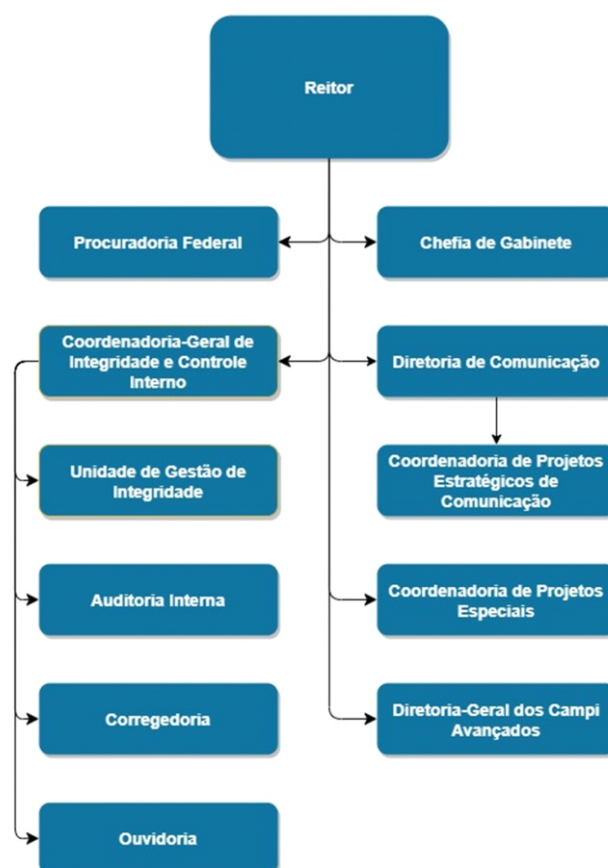 Reitor
Procuradoria Federal
Chefia de Gabinete
Coordenadoria-Geral de
Integridade e Controle
Interno
Diretoria de Comunicação
Unidade de Gestão de
Integridade
Coordenadoria de Projetos
Estratégicos de
Comunicação
Auditoria Interna
Coordenadoria de Projetos
Especiais
Corregedoria
Diretoria-Geral dos Campi
Avançados
Ouvidoria